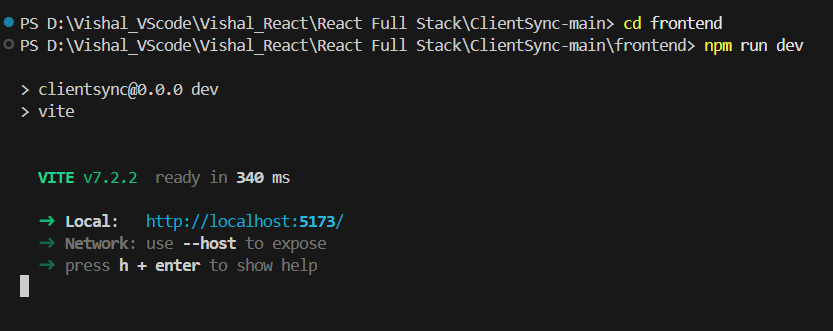 PS D:\Vishal_VScode\Vishal_React\React Full Stack\ClientSync-main> cd frontend
PS D:\Vishal_VScode\Vishal_React\React Full Stack\ClientSync-main\frontend> npm run dev
> clientsync@0.0.0 dev
> vite
VITE v7.2.2 ready in 340 ms
➜ Local: http://localhost:5173/
➜ Network: use --host to expose
➜ press h + enter to show help